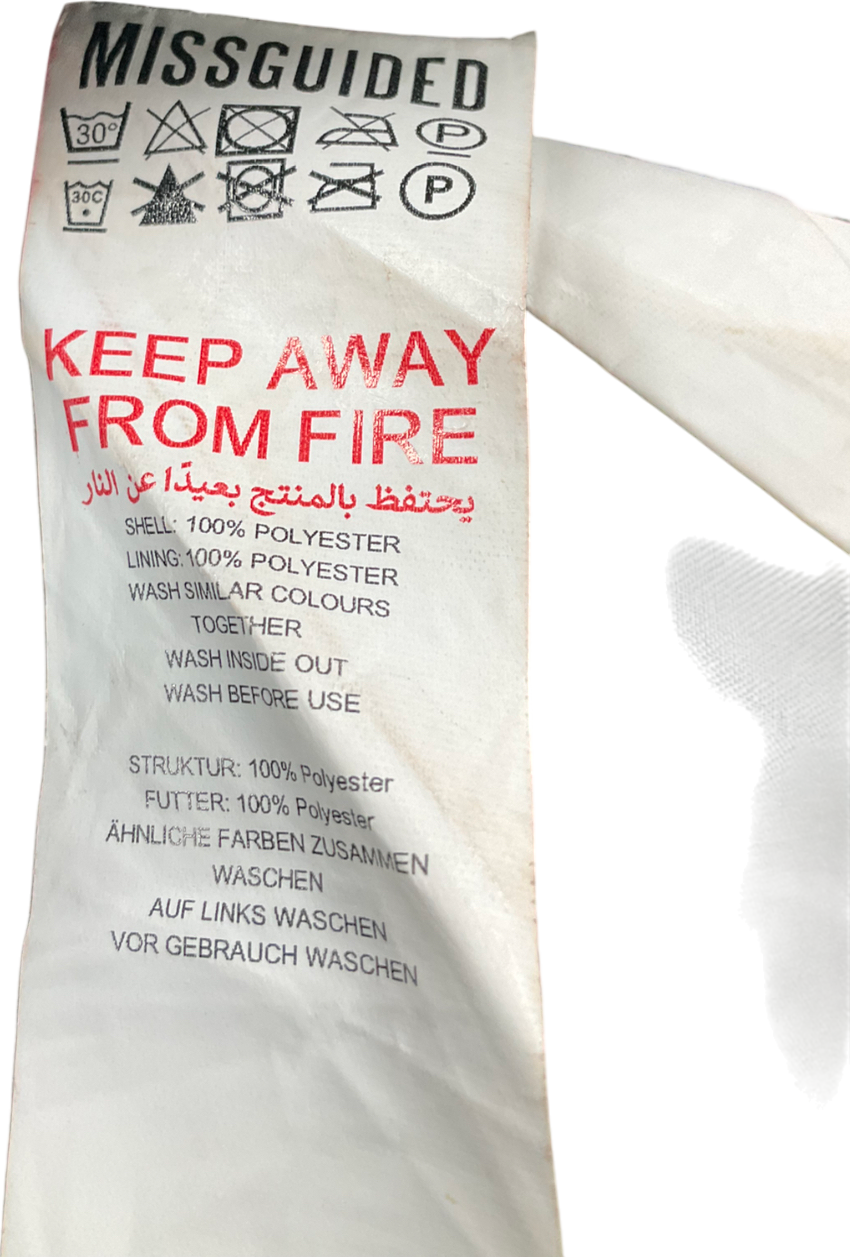 MISSGUIDED
30° P
30C P
KEEP AWAY
FROM FIRE
يحتفظ بالمنتج بعيدًا عن النار
SHELL: 100% POLYESTER
LINING: 100% POLYESTER
WASH SIMILAR COLOURS
TOGETHER
WASH INSIDE OUT
WASH BEFORE USE
STRUKTUR: 100% Polyester
FUTTER: 100% Polyester
ÄHNLICHE FARBEN ZUSAMMEN
WASCHEN
AUF LINKS WASCHEN
VOR GEBRAUCH WASCHEN